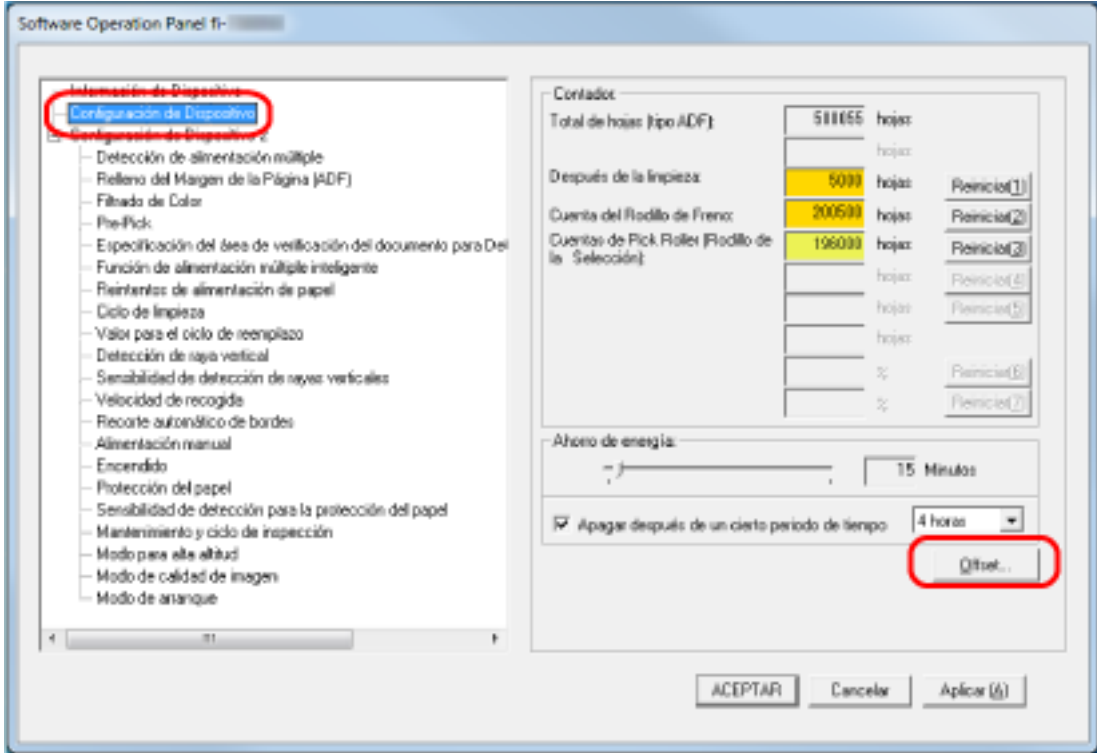 Software Operation Panel fi-
Información de Dispositivo
Configuración de Dispositivo
Configuración de Dispositivo 2
Detección de alimentación múltiple
Relleno del Margen de la Página (ADF)
Filtrado de Color
Pre-Pick
Especificación del área de verificación del documento para Det
Función de alimentación múltiple inteligente
Reintentos de alimentación de papel
Ciclo de limpieza
Valor para el ciclo de reemplazo
Detección de raya vertical
Sensibilidad de detección de rayas verticales
Velocidad de recogida
Recorte automático de bordes
Alimentación manual
Encendido
Protección del papel
Sensibilidad de detección para la protección del papel
Mantenimiento y ciclo de inspección
Modo para alta altitud
Modo de calidad de imagen
Modo de arranque
Contador:
Total de hojas (tipo ADF): 500055 hojas
hojas
Después de la limpieza: 5000 hojas Reiniciar(1)
Cuenta del Rodillo de Freno: 200500 hojas Reiniciar(2)
Cuentas de Pick Roller (Rodillo de 196000 hojas Reiniciar(3)
la Selección):
hojas Reiniciar(4)
hojas Reiniciar(5)
hojas
% Reiniciar(6)
% Reiniciar(7)
Ahorro de energía:
15 Minutos
Apagar después de un cierto periodo de tiempo 4 horas
Offset...
ACEPTAR Cancelar Aplicar (A)